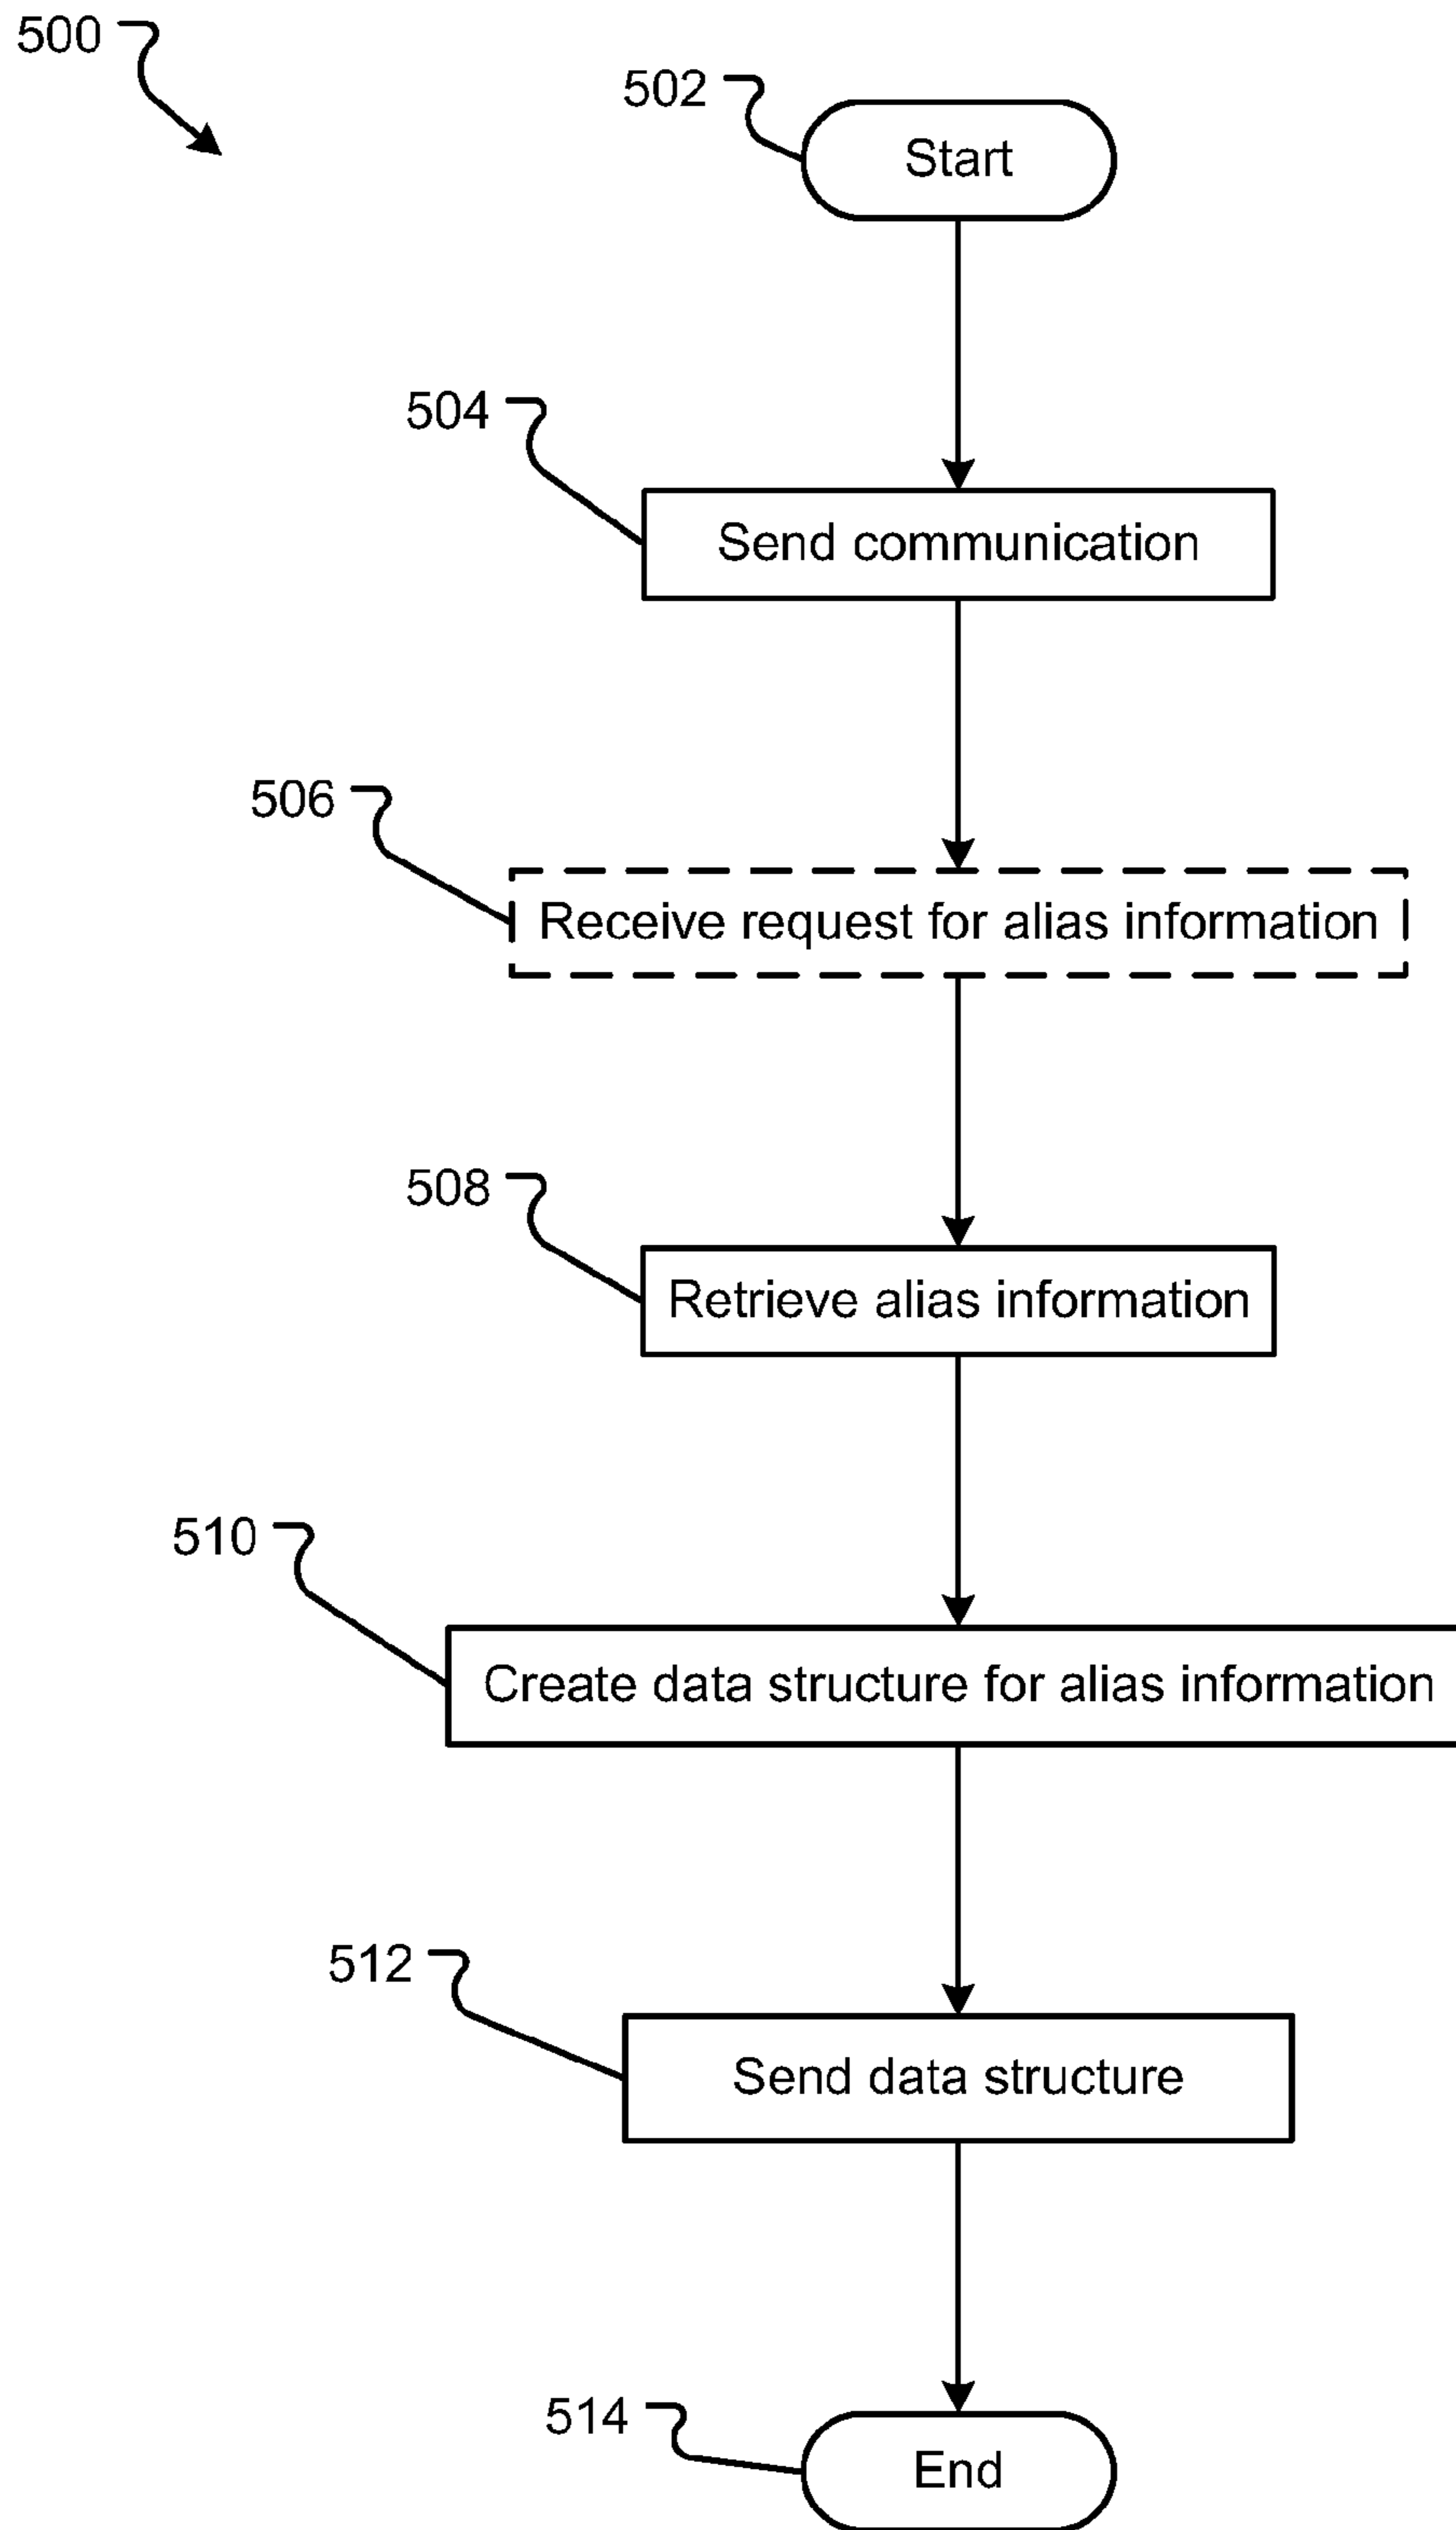 500
502
Start
504
Send communication
506
Receive request for alias information
508
Retrieve alias information
510
Create data structure for alias information
512
Send data structure
514
End